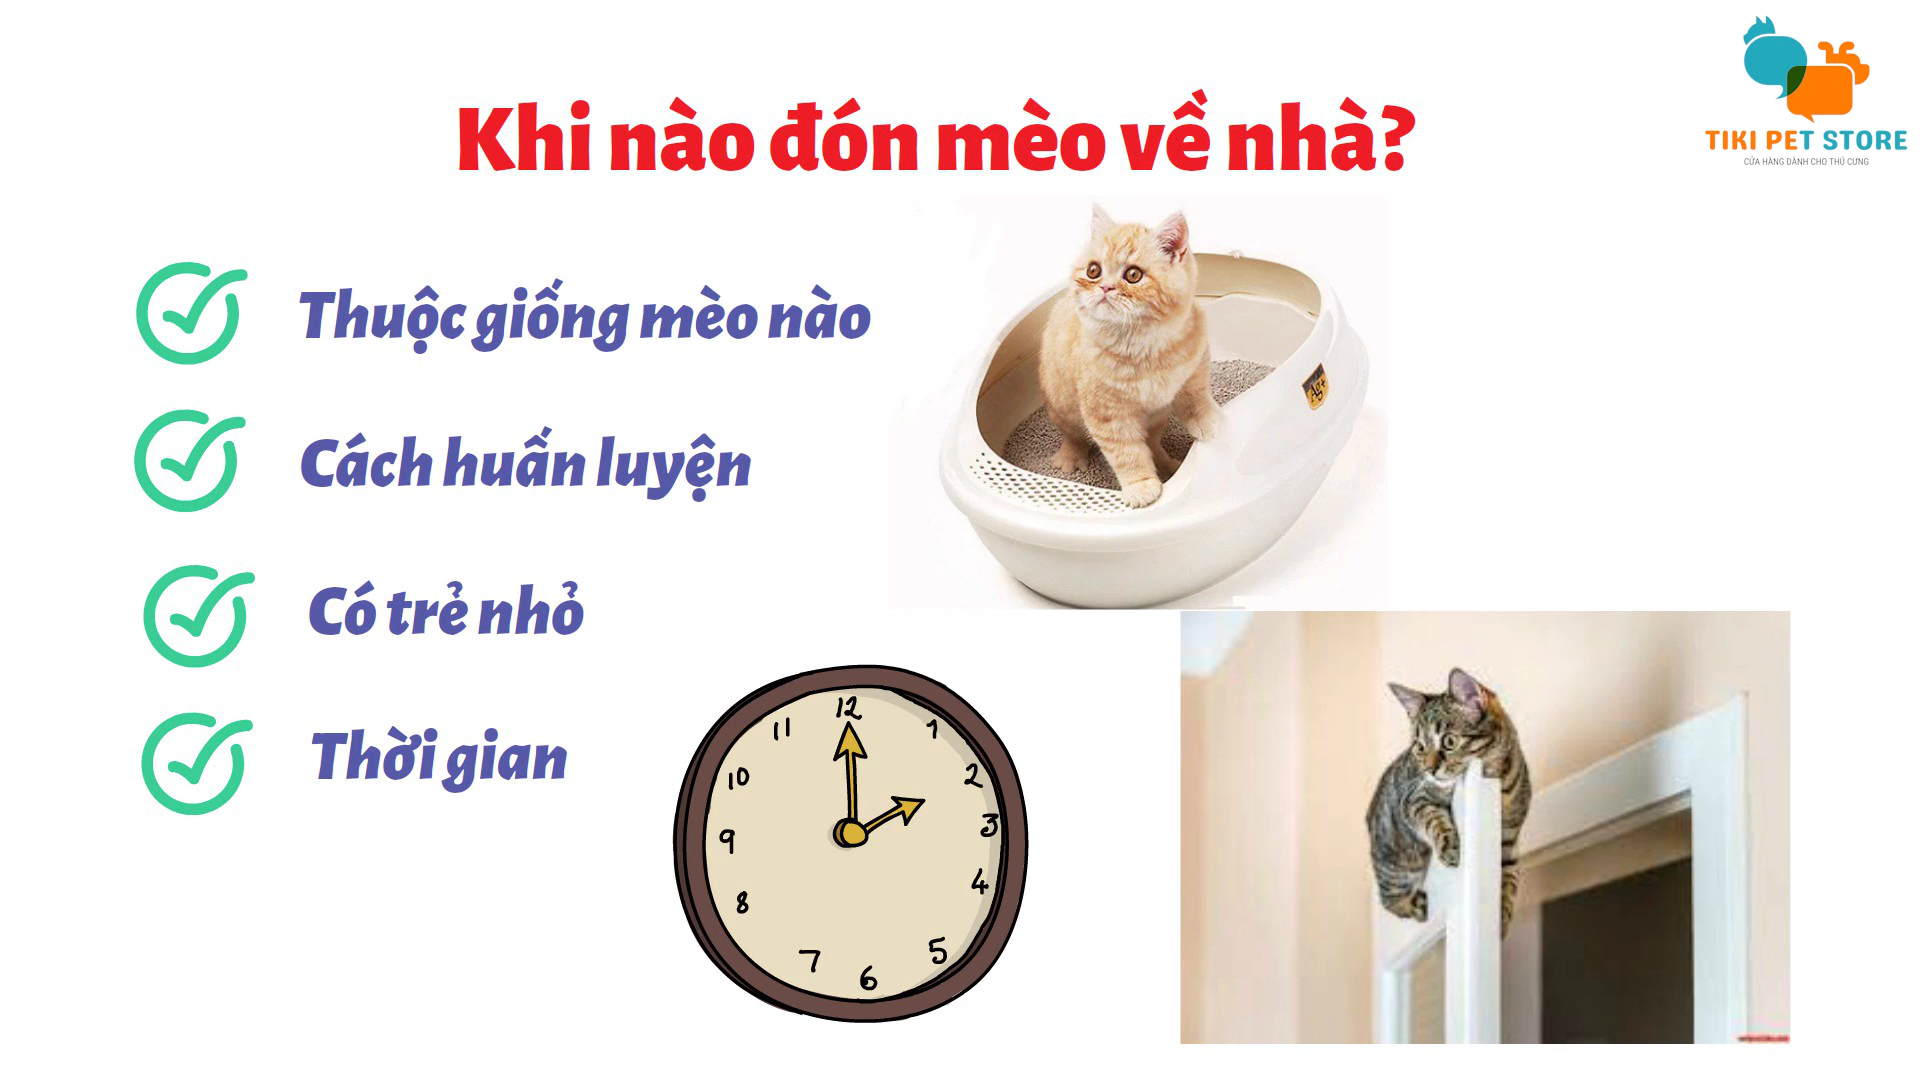 TIKI PET STORE
CỬA HÀNG DÀNH CHO THÚ CƯNG
Khi nào đón mèo về nhà?
Thuộc giống mèo nào
Cách huấn luyện
Có trẻ nhỏ
Thời gian
Ag+
12
1
2
3
4
5
6
7
8
9
10
11